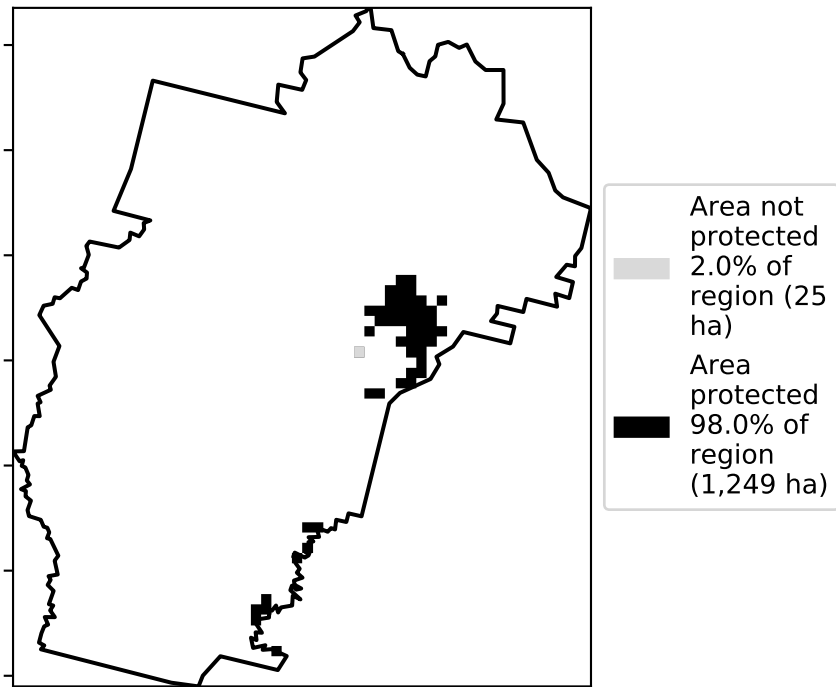 Area not
protected
2.0% of
region (25
ha)
Area
protected
98.0% of
region
(1,249 ha)